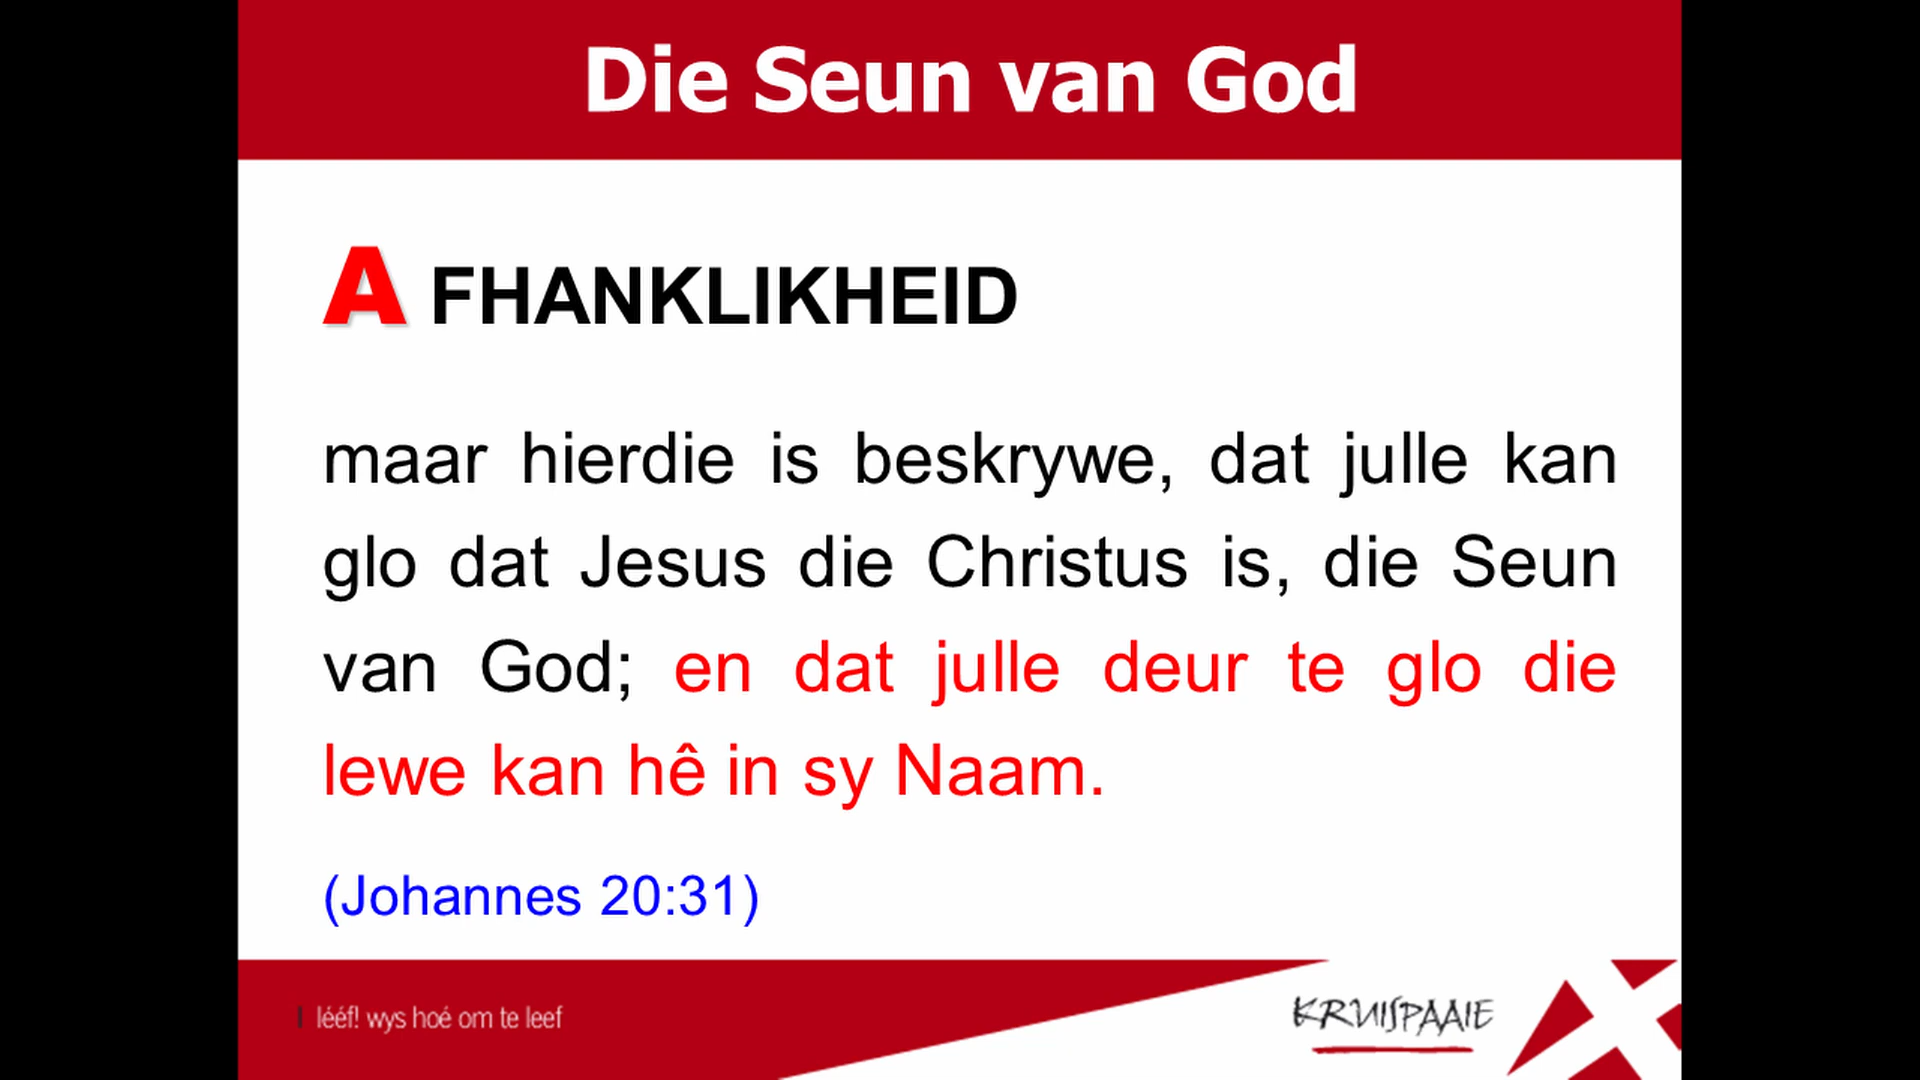 Die Seun van God
A FHANKLIKHEID
maar hierdie is beskrywe, dat julle kan
glo dat Jesus die Christus is, die Seun
van God; en dat julle deur te glo die
lewe kan hê in sy Naam.
(Johannes 20:31)
lééf! wys hoé om te leef
KRUISPAAIE